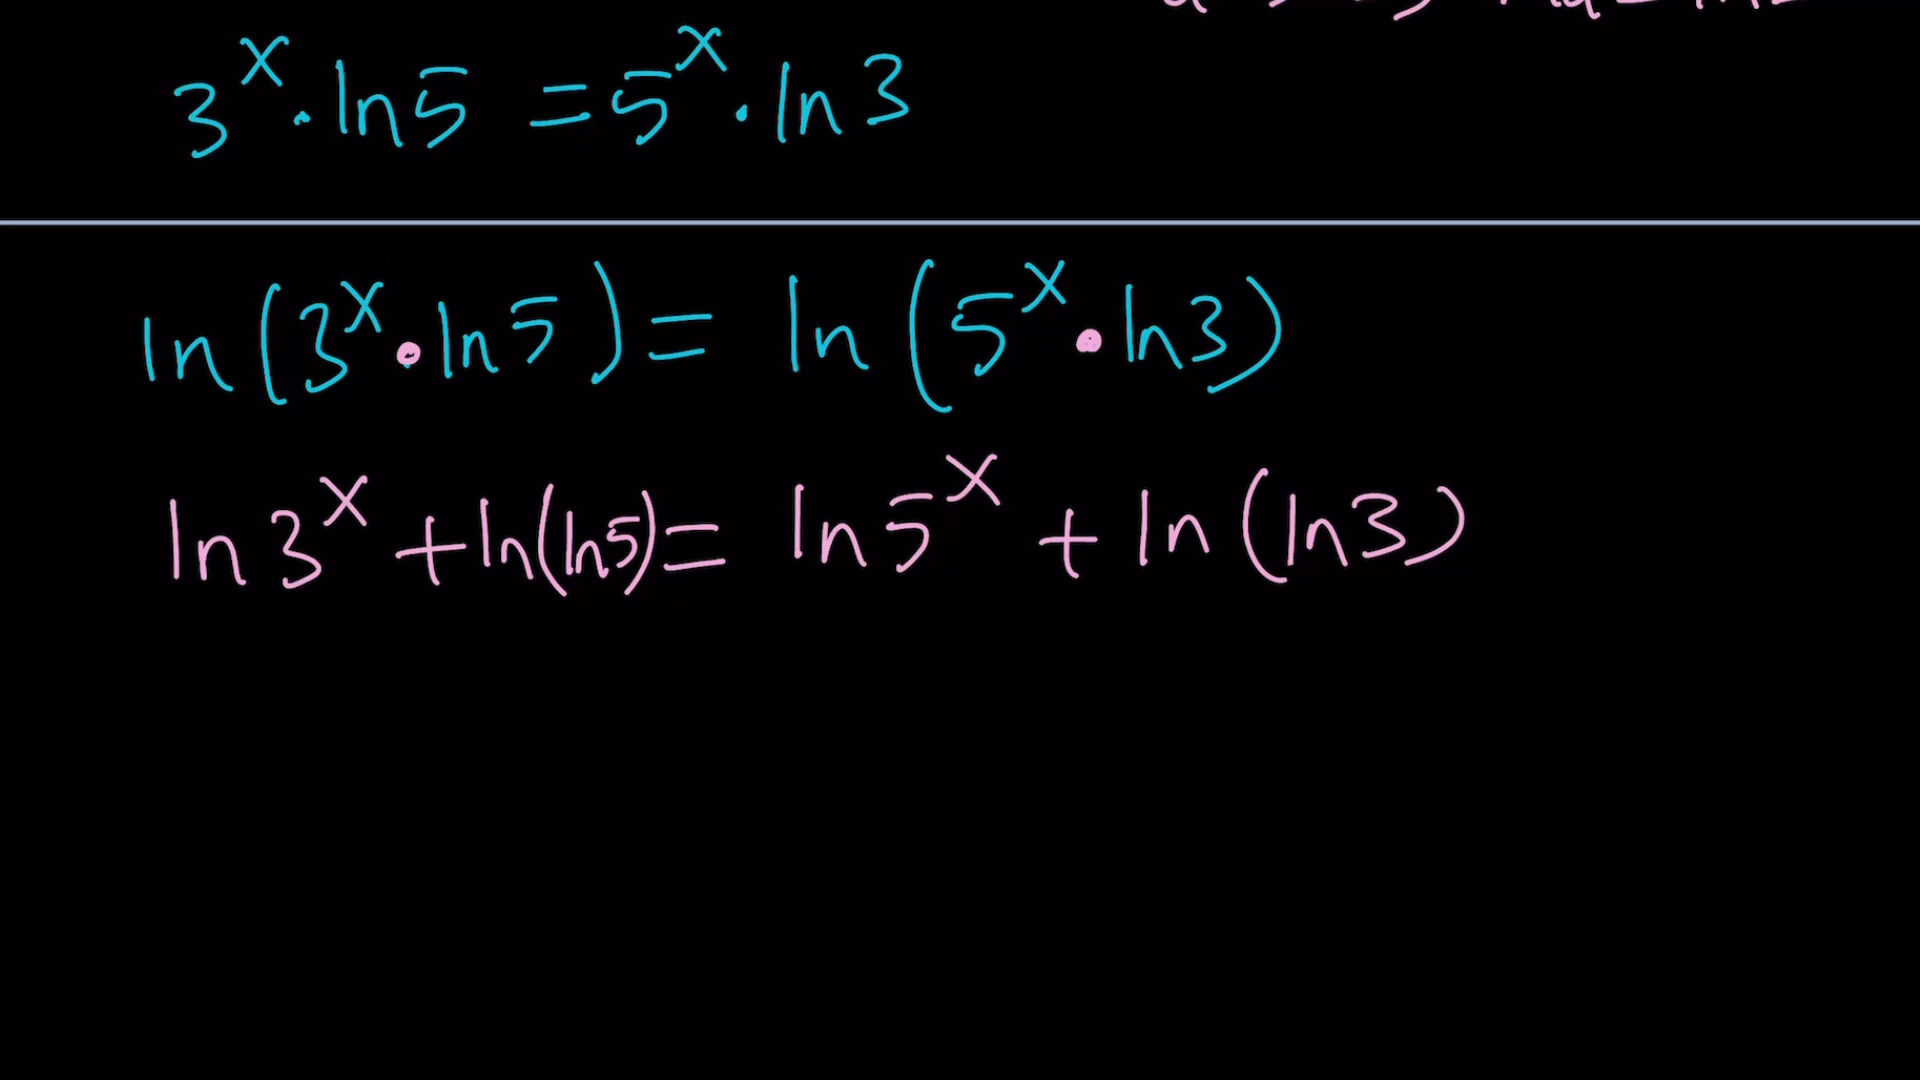 3^x · ln5 = 5^x · ln3
ln(3^x · ln5) = ln(5^x · ln3)
ln3^x + ln(ln5) = ln5^x + ln(ln3)